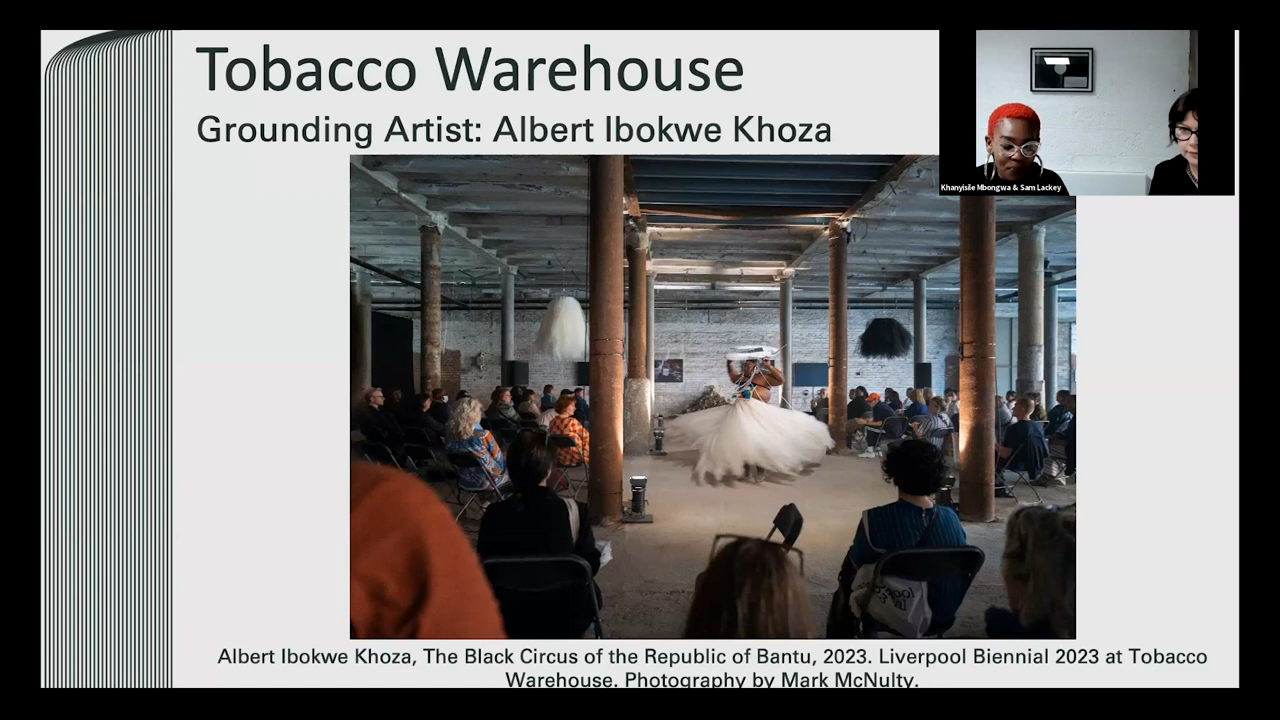 Tobacco Warehouse
Grounding Artist: Albert Ibokwe Khoza
Khanyisile Mbongwa & Sam Lackey
Albert Ibokwe Khoza, The Black Circus of the Republic of Bantu, 2023. Liverpool Biennial 2023 at Tobacco
Warehouse. Photography by Mark McNulty.